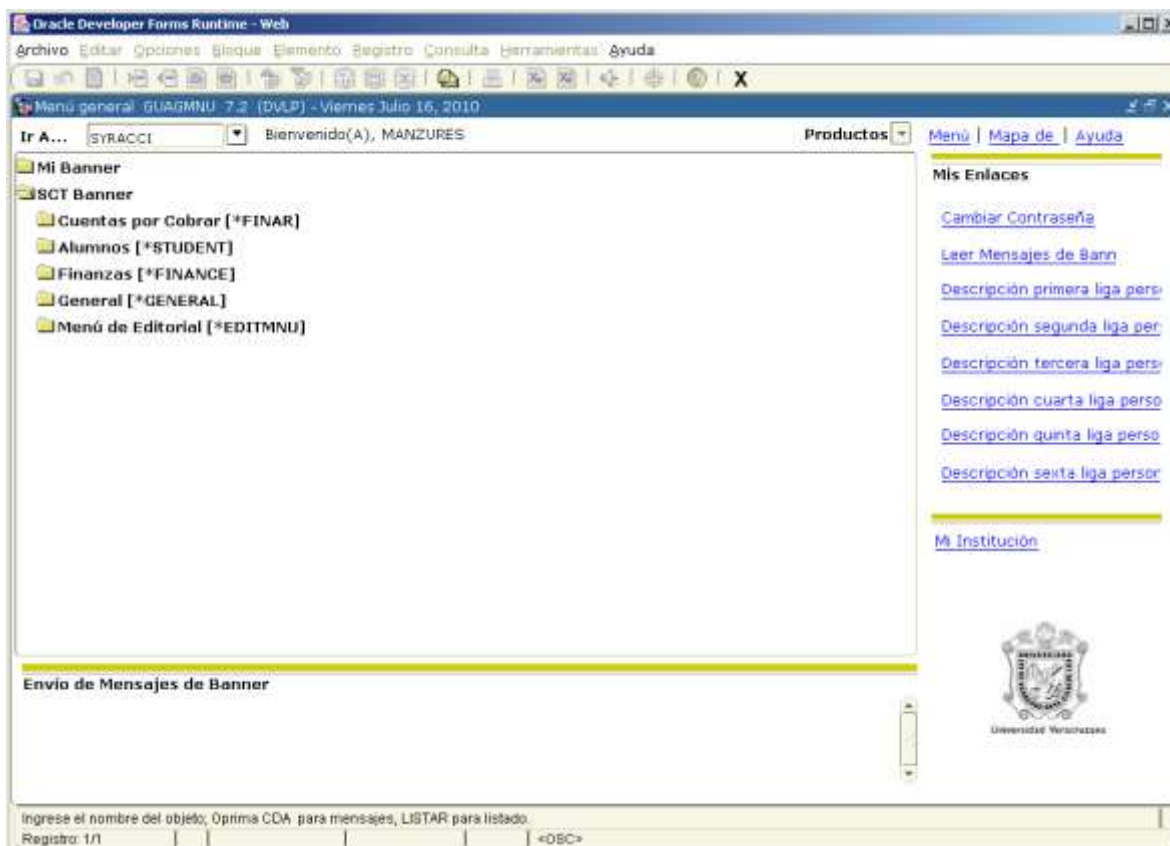 Oracle Developer Forms Runtime - Web
Archivo Editar Opciones Bloque Elemento Registro Consulta Herramientas Ayuda
Menú general GUAGMNU 7.2 (DVLP) - Viernes Julio 16, 2010
Ir A... SYRACCI Bienvenido(A), MANZURES Productos Menú | Mapa de | Ayuda
Mi Banner
SCT Banner
Cuentas por Cobrar [*FINAR]
Alumnos [*STUDENT]
Finanzas [*FINANCE]
General [*GENERAL]
Menú de Editorial [*EDITMNU]
Mis Enlaces
Cambiar Contraseña
Leer Mensajes de Bann
Descripción primera liga pers
Descripción segunda liga per
Descripción tercera liga pers
Descripción cuarta liga perso
Descripción quinta liga perso
Descripción sexta liga person
Mi Institución
Universidad Veracruzana
Envío de Mensajes de Banner
Ingrese el nombre del objeto; Oprima CDA para mensajes, LISTAR para listado.
Registro: 1/1 <OSC>